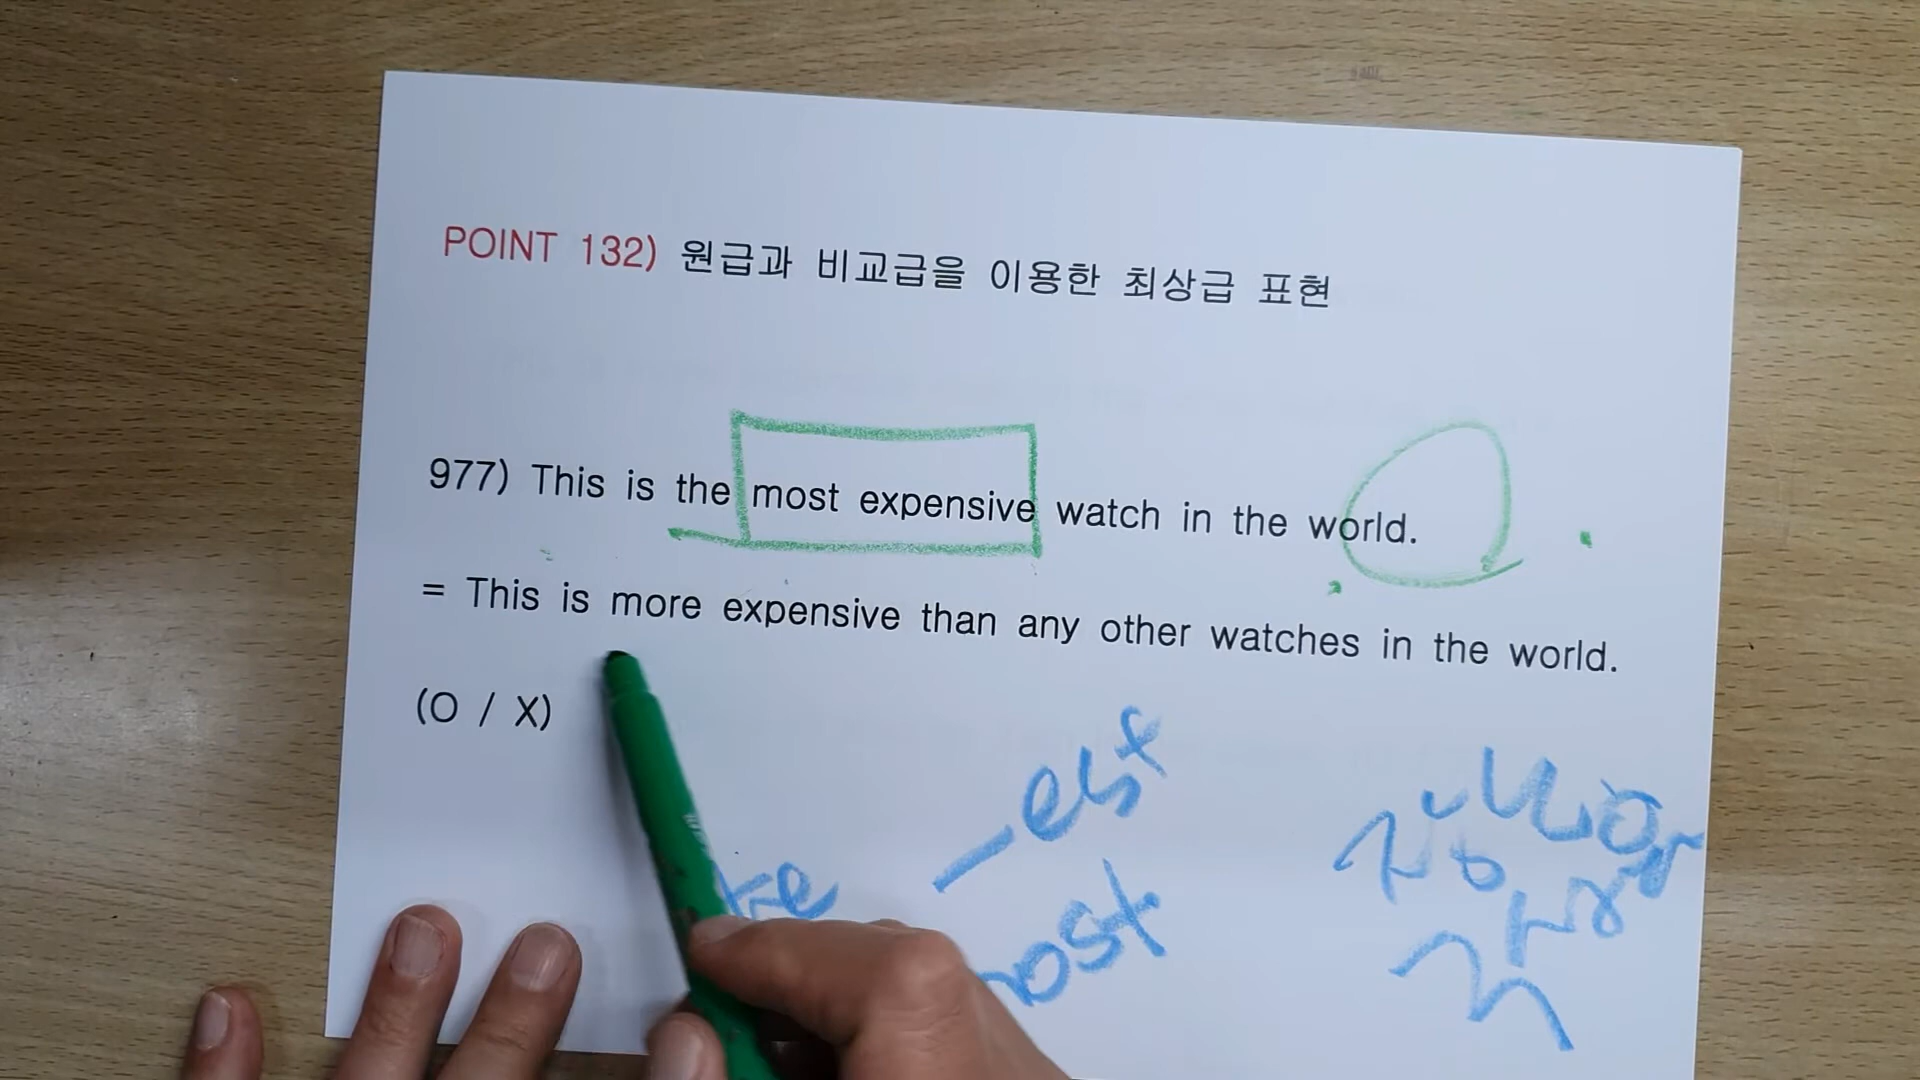 POINT 132) 원급과 비교급을 이용한 최상급 표현
977) This is the most expensive watch in the world.
= This is more expensive than any other watches in the world.
(O / X)
-est